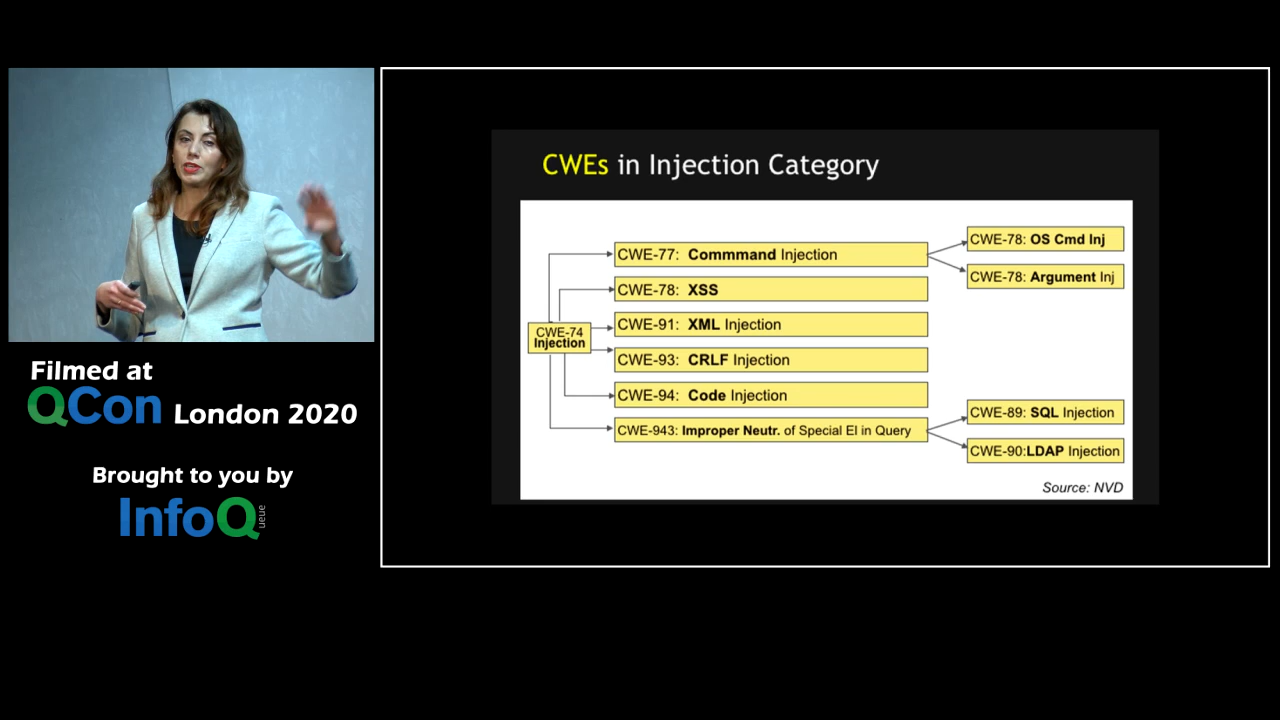 Filmed at
QCon London 2020
Brought to you by
InfoQ
ueue
CWEs in Injection Category
CWE-74
Injection
CWE-77: Commmand Injection
CWE-78: XSS
CWE-91: XML Injection
CWE-93: CRLF Injection
CWE-94: Code Injection
CWE-943: Improper Neutr. of Special El in Query
CWE-78: OS Cmd Inj
CWE-78: Argument Inj
CWE-89: SQL Injection
CWE-90:LDAP Injection
Source: NVD